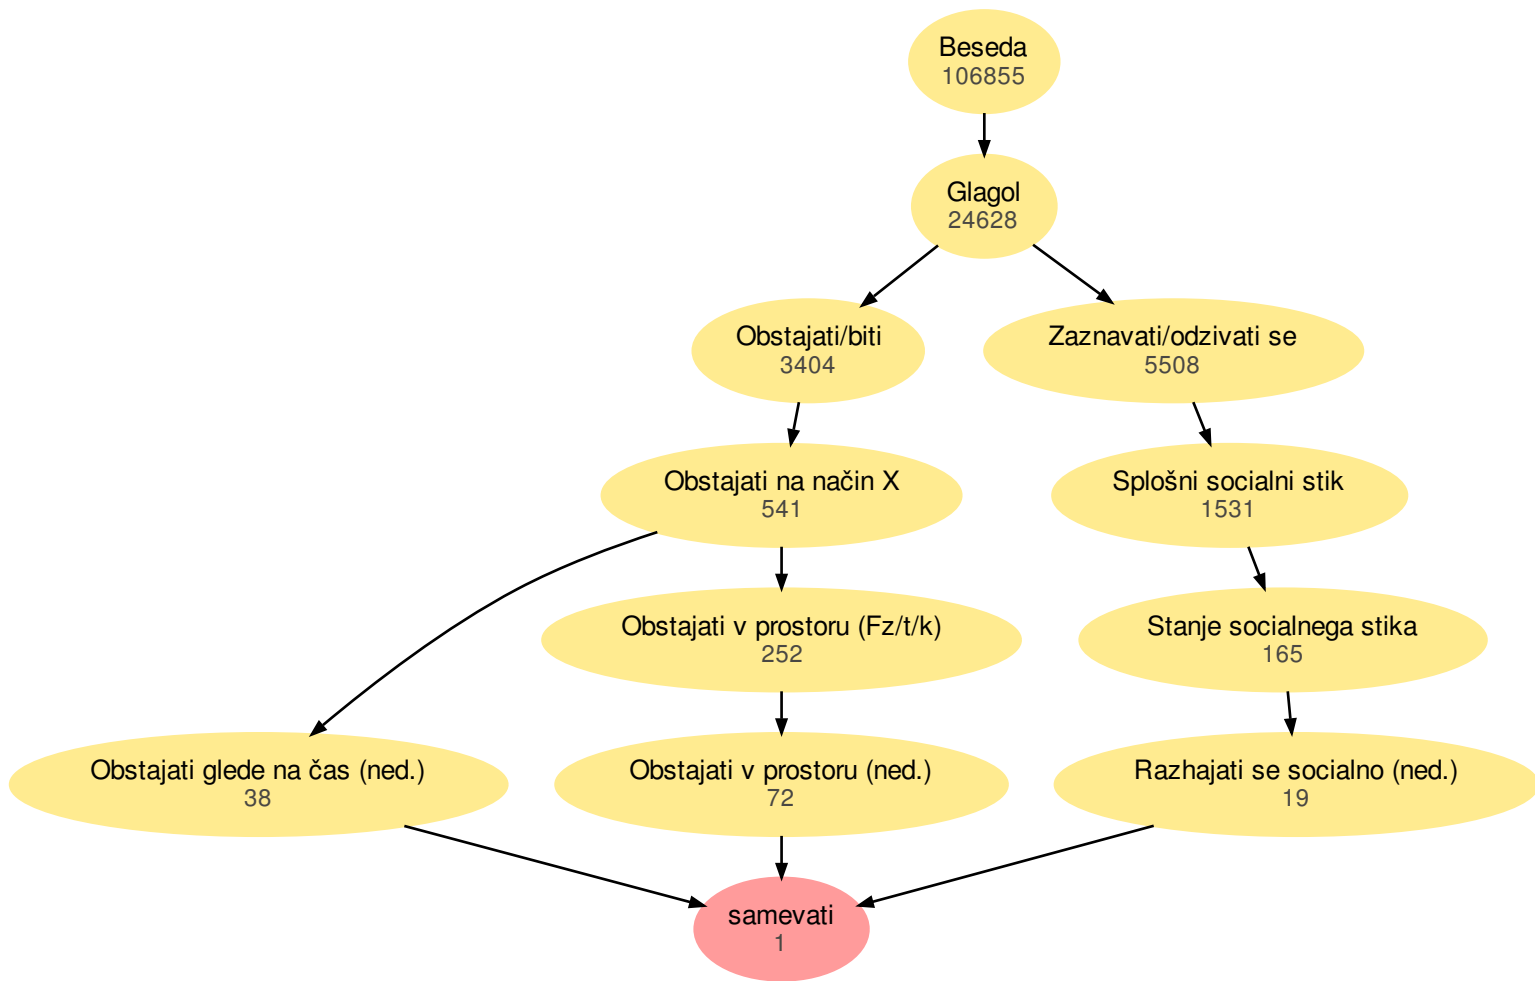 Beseda
106855
Glagol
24628
Obstajati/biti
3404
Zaznavati/odzivati se
5508
Obstajati na način X
541
Splošni socialni stik
1531
Obstajati v prostoru (Fz/t/k)
252
Stanje socialnega stika
165
Obstajati glede na čas (ned.)
38
Obstajati v prostoru (ned.)
72
Razhajati se socialno (ned.)
19
samevati
1